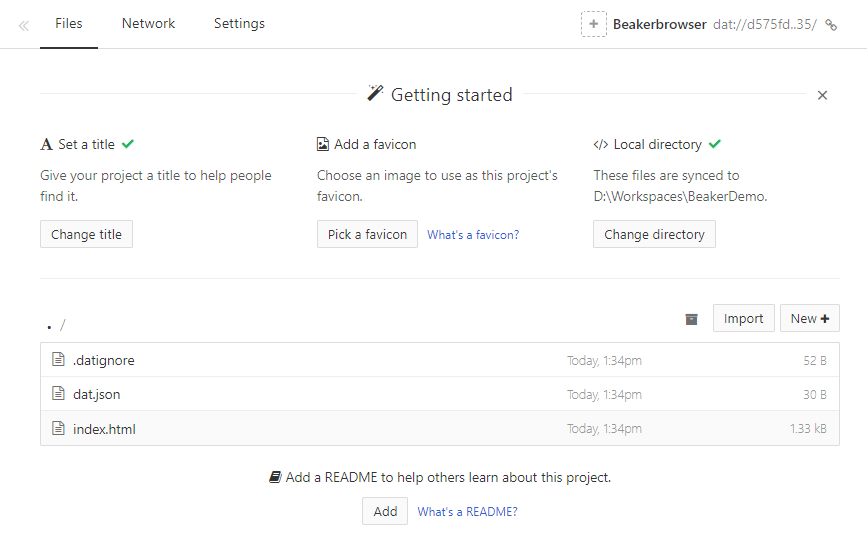 Files Network Settings Beakerbrowser dat://d575fd..35/
Getting started
Set a title
Give your project a title to help people
find it.
Change title
Add a favicon
Choose an image to use as this project's
favicon.
Pick a favicon What's a favicon?
Local directory
These files are synced to
D:\Workspaces\BeakerDemo.
Change directory
. / Import New +
.datignore Today, 1:34pm 52 B
dat.json Today, 1:34pm 30 B
index.html Today, 1:34pm 1.33 kB
Add a README to help others learn about this project.
Add What's a README?